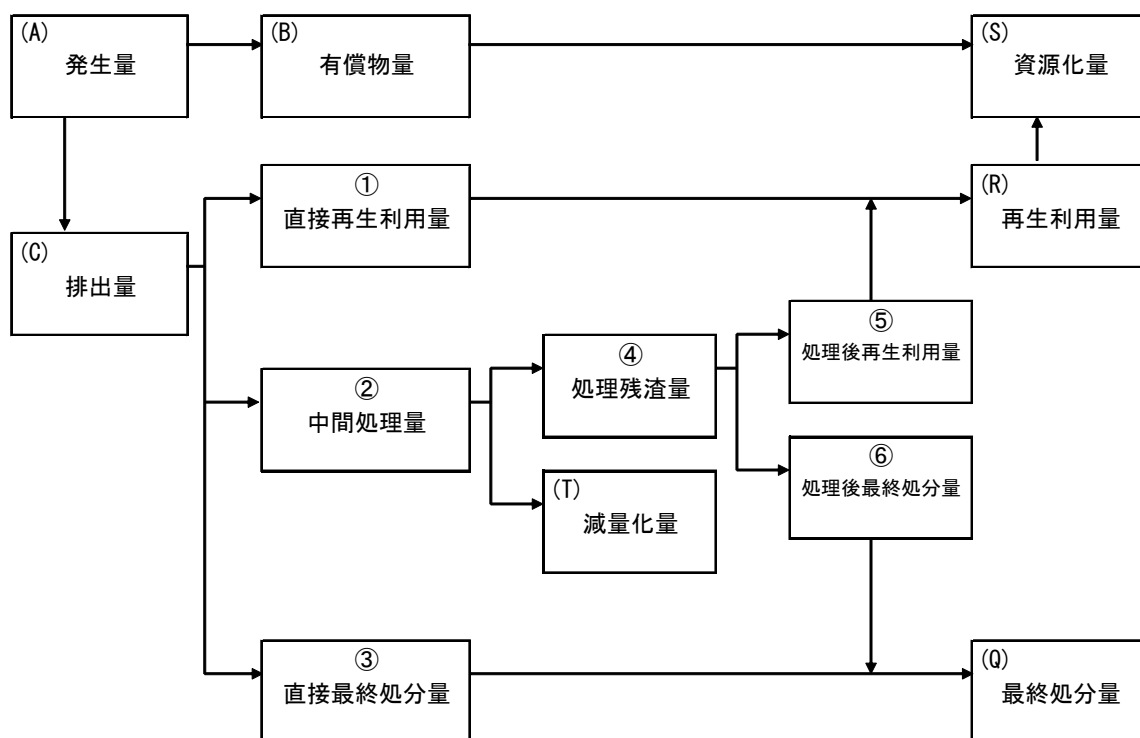 (A)
発生量
(B)
有償物量
(S)
資源化量
①
直接再生利用量
(R)
再生利用量
(C)
排出量
②
中間処理量
④
処理残渣量
⑤
処理後再生利用量
⑥
処理後最終処分量
(T)
減量化量
③
直接最終処分量
(Q)
最終処分量